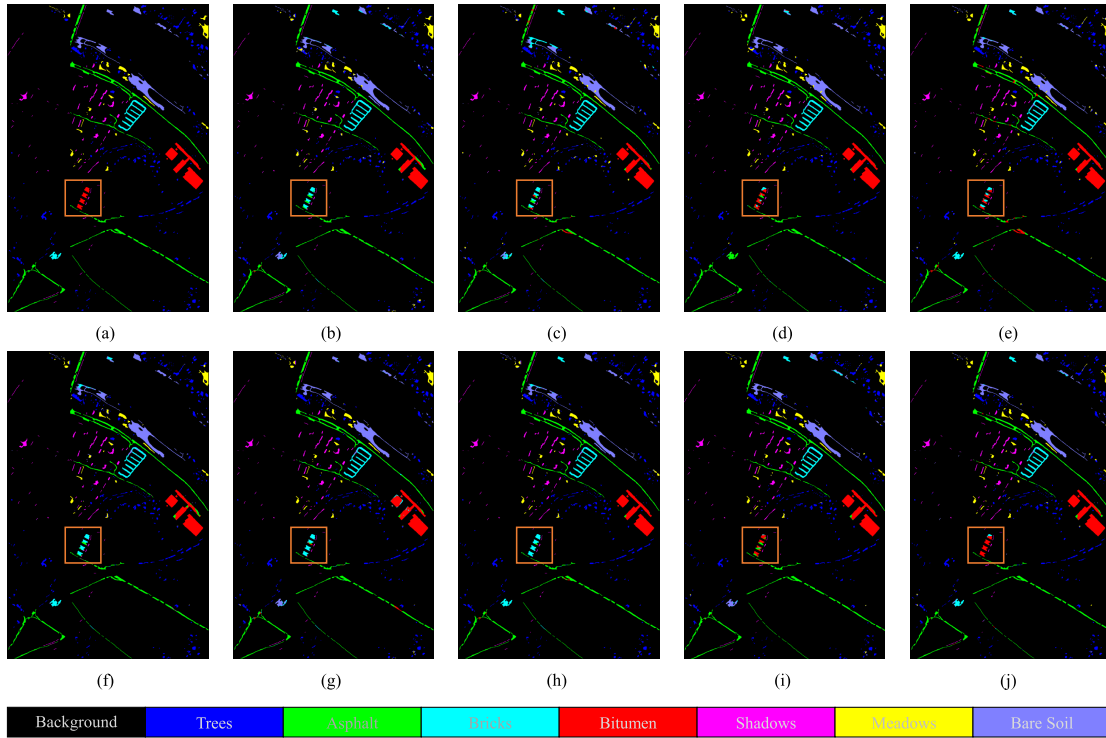 (a) (b) (c) (d) (e)
(f) (g) (h) (i) (j)
Background Trees Asphalt Bricks Bitumen Shadows Meadows Bare Soil